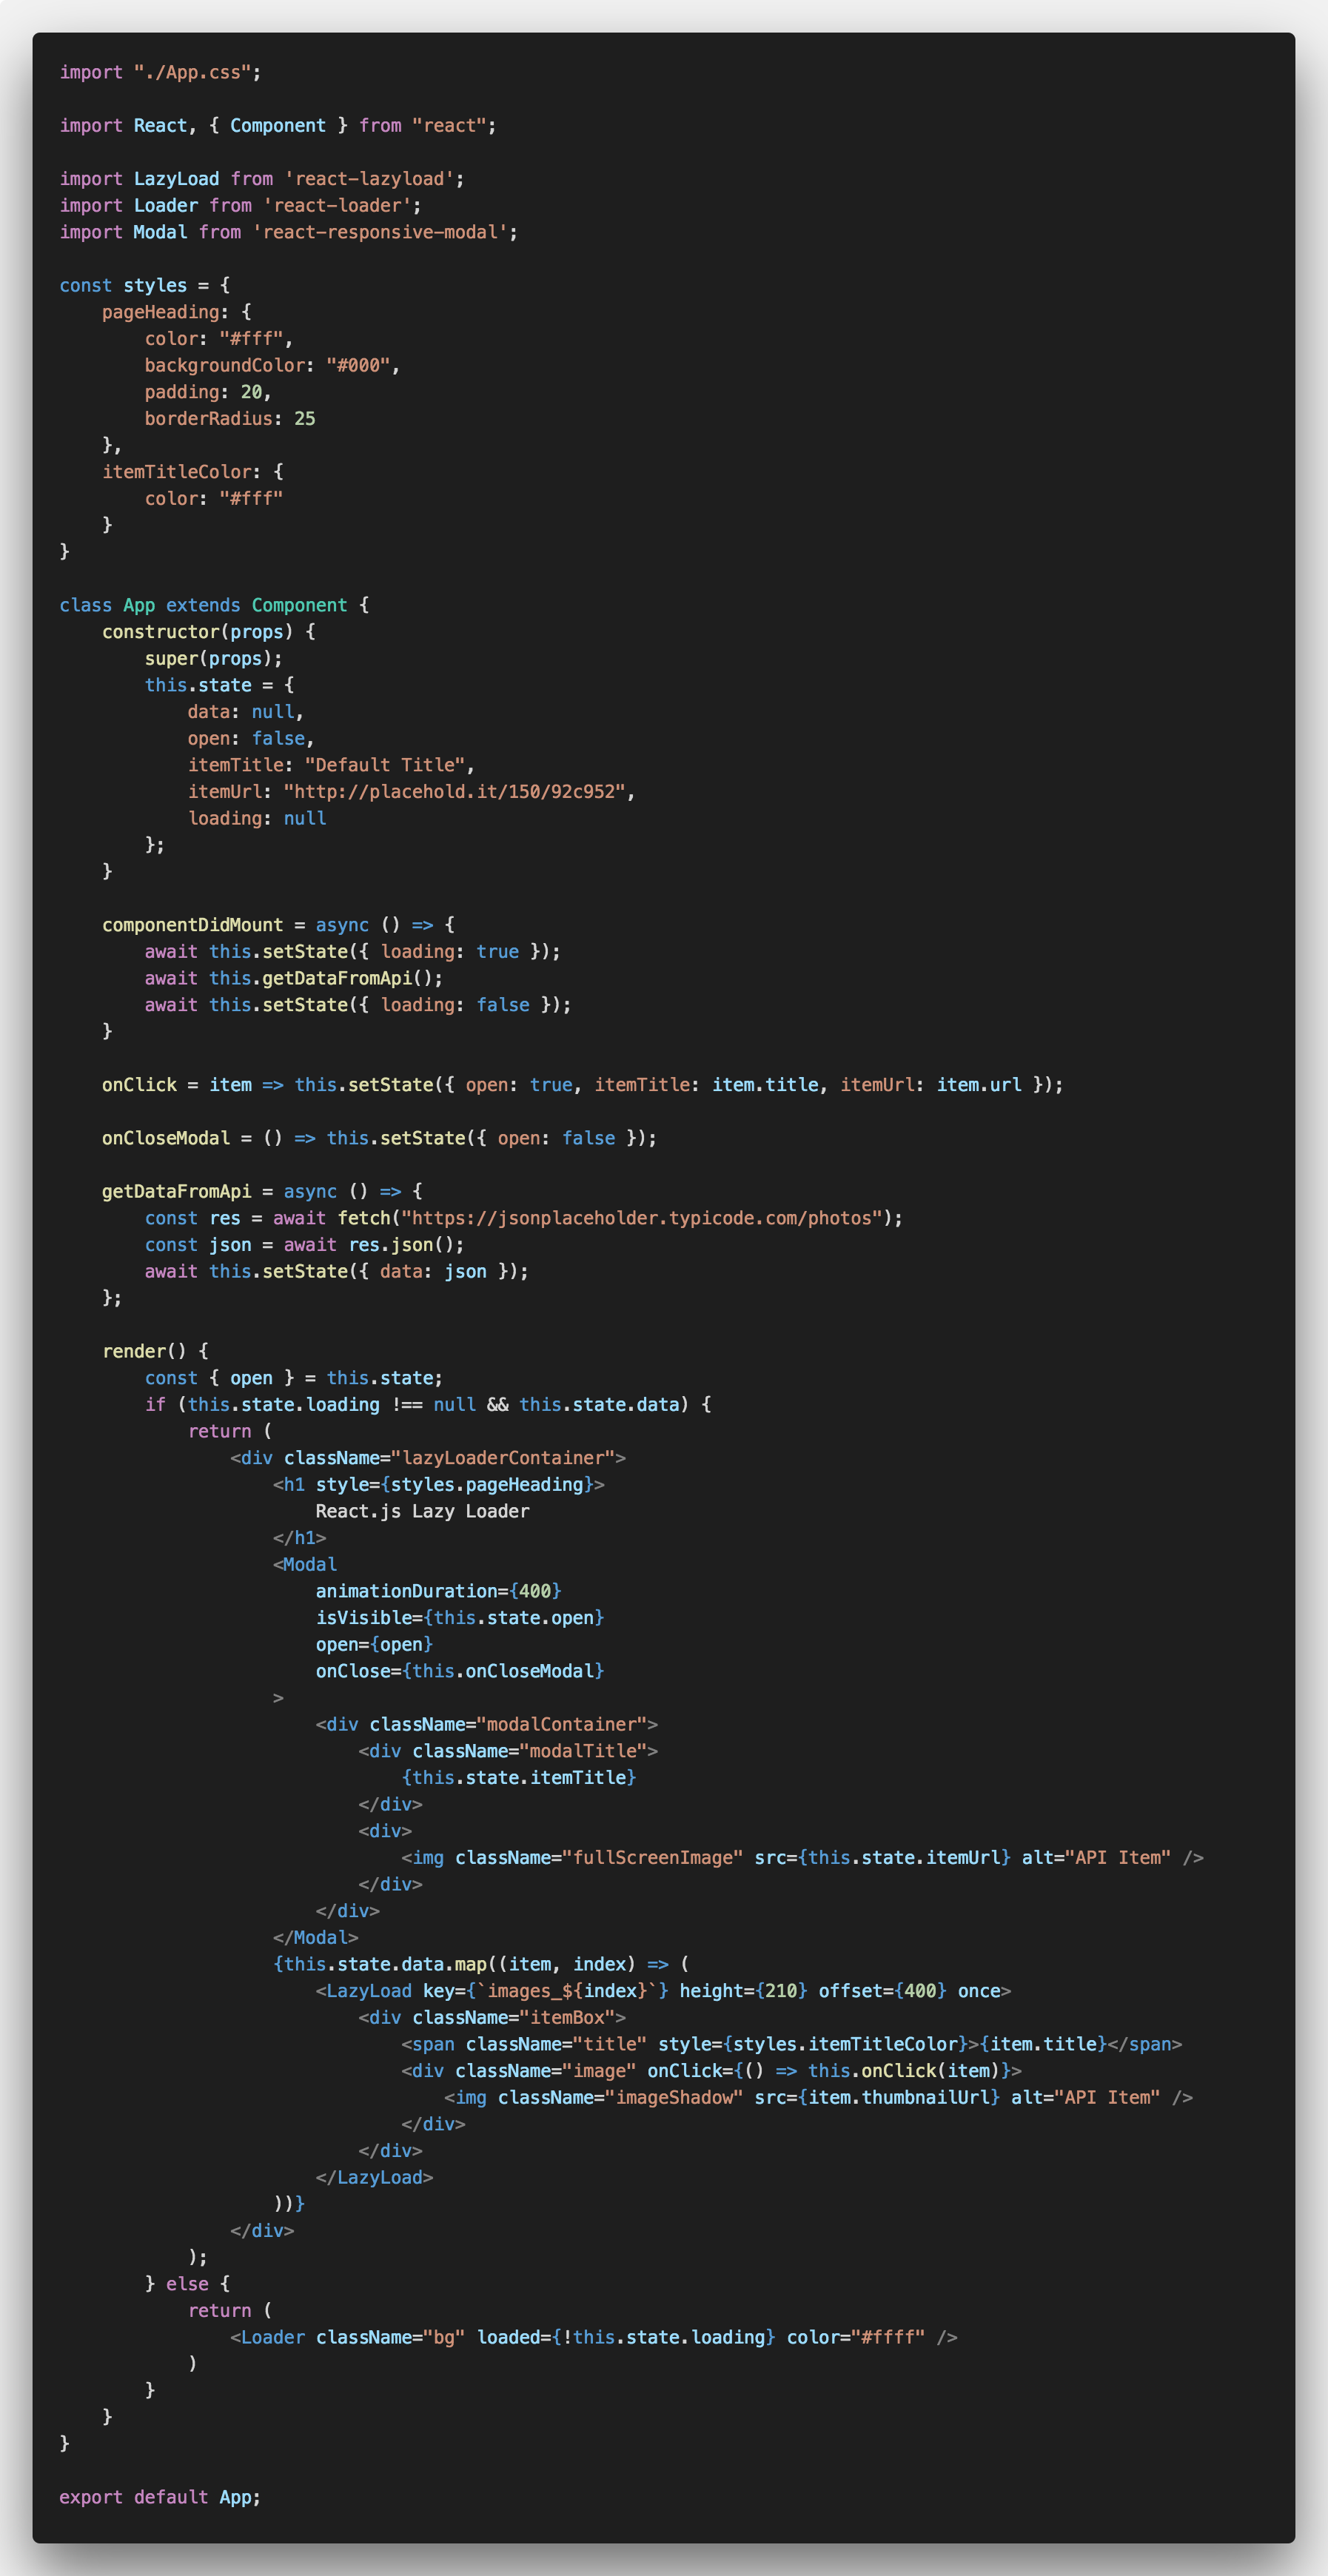 import "./App.css";

import React, { Component } from "react";

import LazyLoad from 'react-lazyload';
import Loader from 'react-loader';
import Modal from 'react-responsive-modal';

const styles = {
    pageHeading: {
        color: "#fff",
        backgroundColor: "#000",
        padding: 20,
        borderRadius: 25
    },
    itemTitleColor: {
        color: "#fff"
    }
}

class App extends Component {
    constructor(props) {
        super(props);
        this.state = {
            data: null,
            open: false,
            itemTitle: "Default Title",
            itemUrl: "http://placehold.it/150/92c952",
            loading: null
        };
    }

    componentDidMount = async () => {
        await this.setState({ loading: true });
        await this.getDataFromApi();
        await this.setState({ loading: false });
    }

    onClick = item => this.setState({ open: true, itemTitle: item.title, itemUrl: item.url });

    onCloseModal = () => this.setState({ open: false });

    getDataFromApi = async () => {
        const res = await fetch("https://jsonplaceholder.typicode.com/photos");
        const json = await res.json();
        await this.setState({ data: json });
    };

    render() {
        const { open } = this.state;
        if (this.state.loading !== null && this.state.data) {
            return (
                <div className="lazyLoaderContainer">
                    <h1 style={styles.pageHeading}>
                        React.js Lazy Loader
                    </h1>
                    <Modal
                        animationDuration={400}
                        isVisible={this.state.open}
                        open={open}
                        onClose={this.onCloseModal}
                    >
                        <div className="modalContainer">
                            <div className="modalTitle">
                                {this.state.itemTitle}
                            </div>
                            <div>
                                <img className="fullScreenImage" src={this.state.itemUrl} alt="API Item" />
                            </div>
                        </div>
                    </Modal>
                    {this.state.data.map((item, index) => (
                        <LazyLoad key={`images_${index}`} height={210} offset={400} once>
                            <div className="itemBox">
                                <span className="title" style={styles.itemTitleColor}>{item.title}</span>
                                <div className="image" onClick={() => this.onClick(item)}>
                                    <img className="imageShadow" src={item.thumbnailUrl} alt="API Item" />
                                </div>
                            </div>
                        </LazyLoad>
                    ))}
                </div>
            );
        } else {
            return (
                <Loader className="bg" loaded={!this.state.loading} color="#ffff" />
            )
        }
    }
}

export default App;